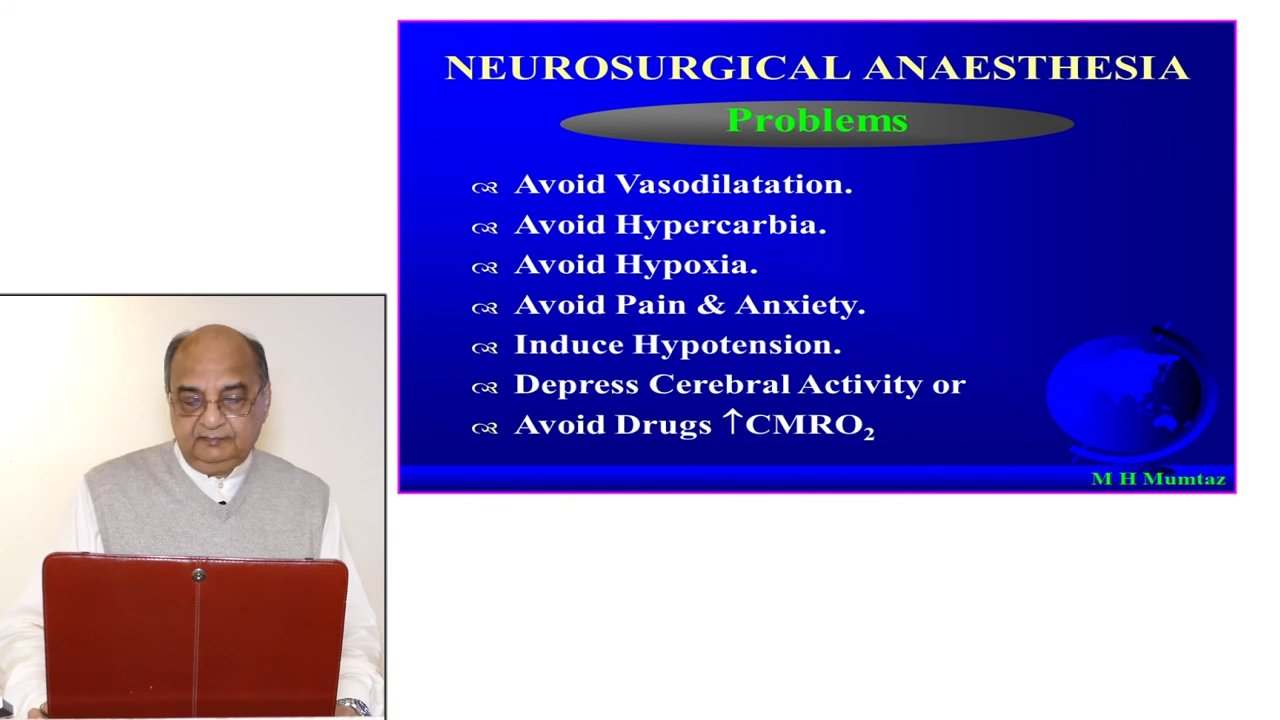 NEUROSURGICAL ANAESTHESIA
Problems
Avoid Vasodilatation.
Avoid Hypercarbia.
Avoid Hypoxia.
Avoid Pain & Anxiety.
Induce Hypotension.
Depress Cerebral Activity or
Avoid Drugs ↑CMRO₂
M H Mumtaz